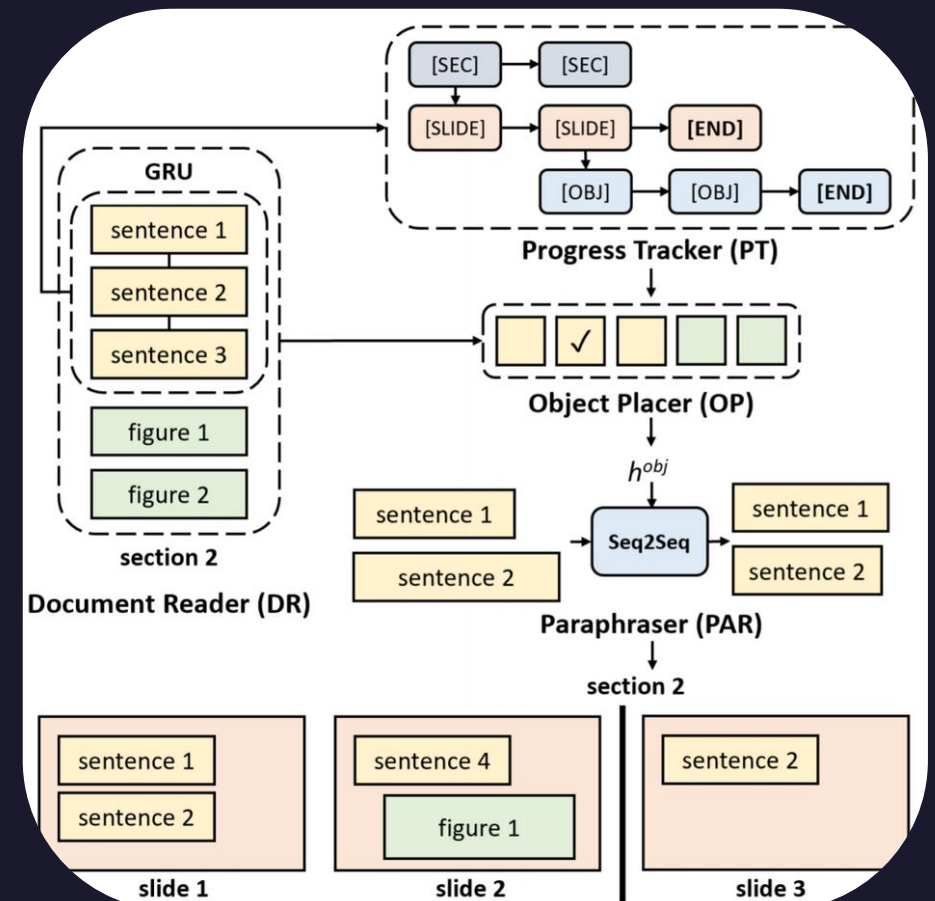 [SEC] [SEC]
[SLIDE] [SLIDE] [END]
[OBJ] [OBJ] [END]
Progress Tracker (PT)
GRU
sentence 1
sentence 2
sentence 3
figure 1
figure 2
section 2
Document Reader (DR)
✓
Object Placer (OP)
h^obj
sentence 1
sentence 2
Seq2Seq
sentence 1
sentence 2
Paraphraser (PAR)
section 2
sentence 1
sentence 2
slide 1
sentence 4
figure 1
slide 2
sentence 2
slide 3